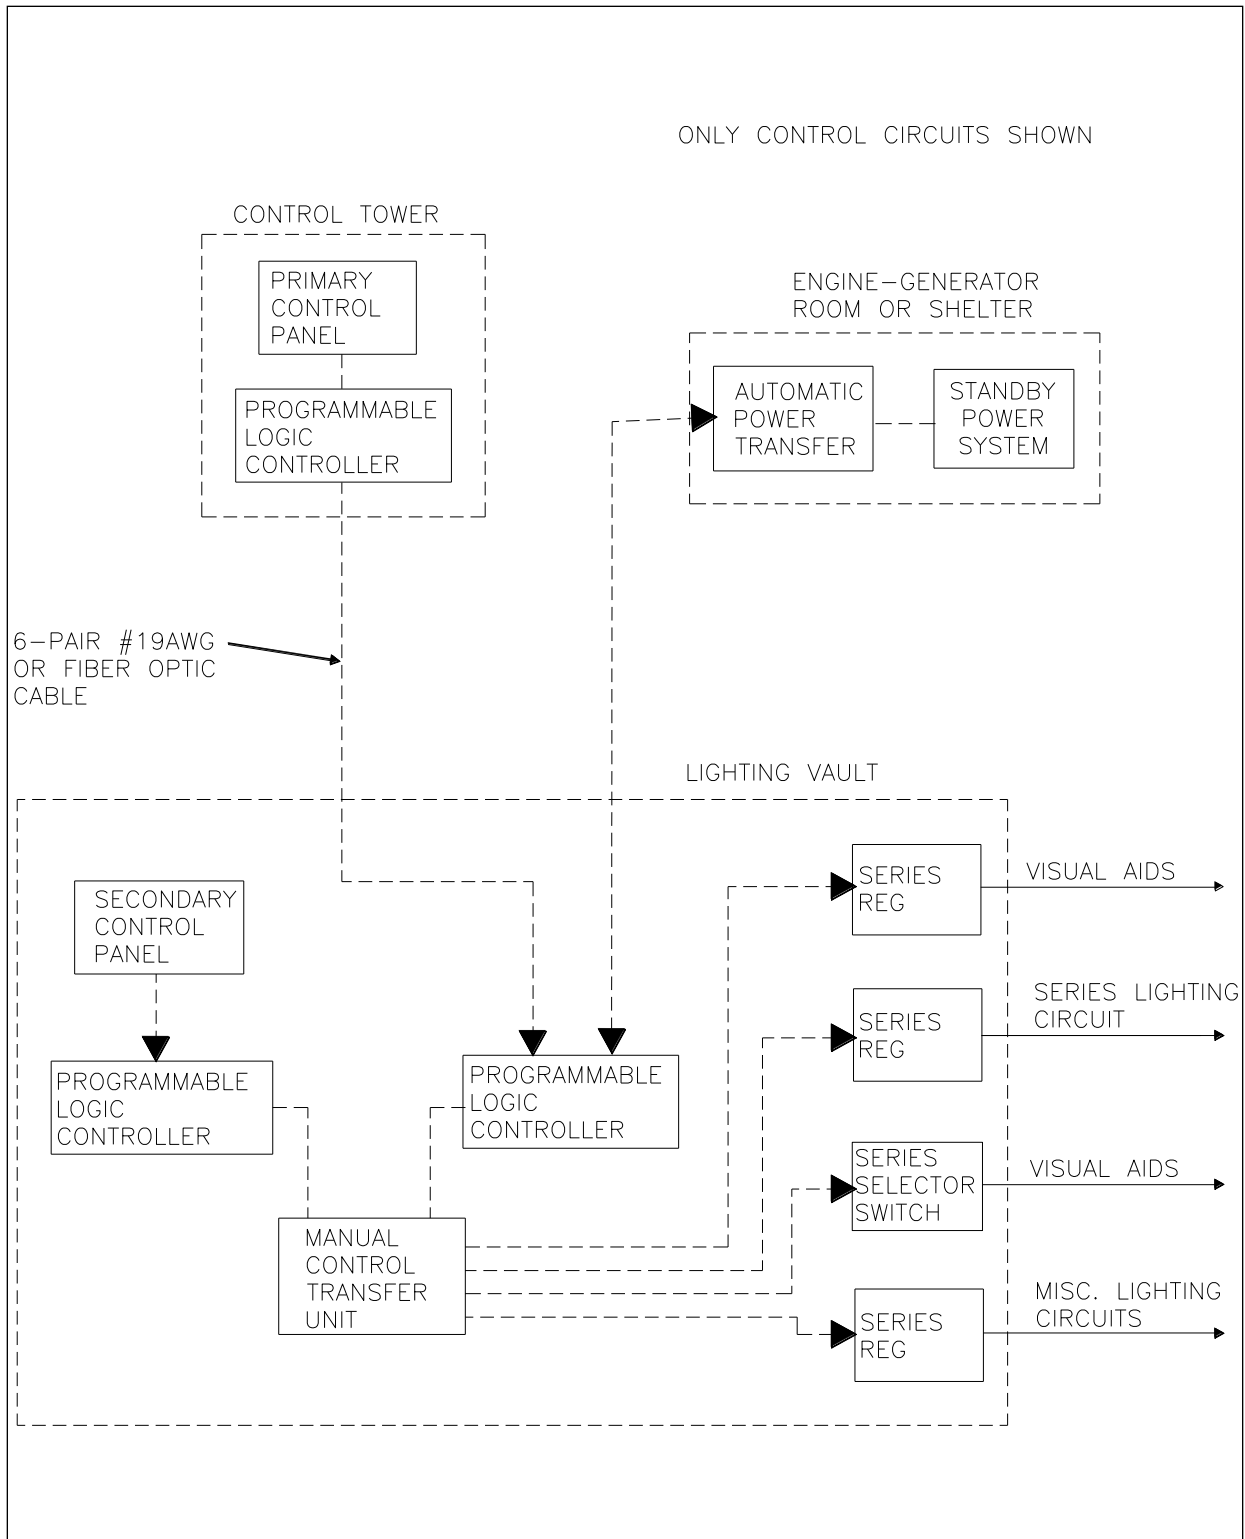 ONLY CONTROL CIRCUITS SHOWN
CONTROL TOWER
PRIMARY
CONTROL
PANEL
PROGRAMMABLE
LOGIC
CONTROLLER
ENGINE-GENERATOR
ROOM OR SHELTER
AUTOMATIC
POWER
TRANSFER
STANDBY
POWER
SYSTEM
6-PAIR #19AWG
OR FIBER OPTIC
CABLE
LIGHTING VAULT
SECONDARY
CONTROL
PANEL
PROGRAMMABLE
LOGIC
CONTROLLER
PROGRAMMABLE
LOGIC
CONTROLLER
MANUAL
CONTROL
TRANSFER
UNIT
SERIES
REG
VISUAL AIDS
SERIES
REG
SERIES LIGHTING
CIRCUIT
SERIES
SELECTOR
SWITCH
VISUAL AIDS
SERIES
REG
MISC. LIGHTING
CIRCUITS